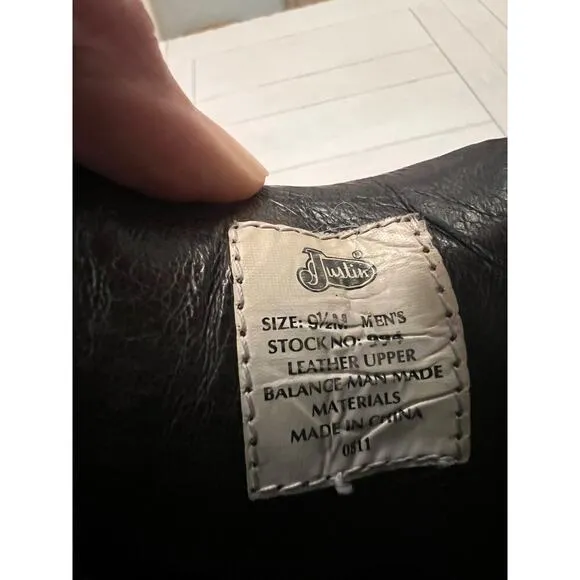 Justin ®
SIZE: 9½M MEN'S
STOCK NO: 994
LEATHER UPPER
BALANCE MAN MADE
MATERIALS
MADE IN CHINA
0811